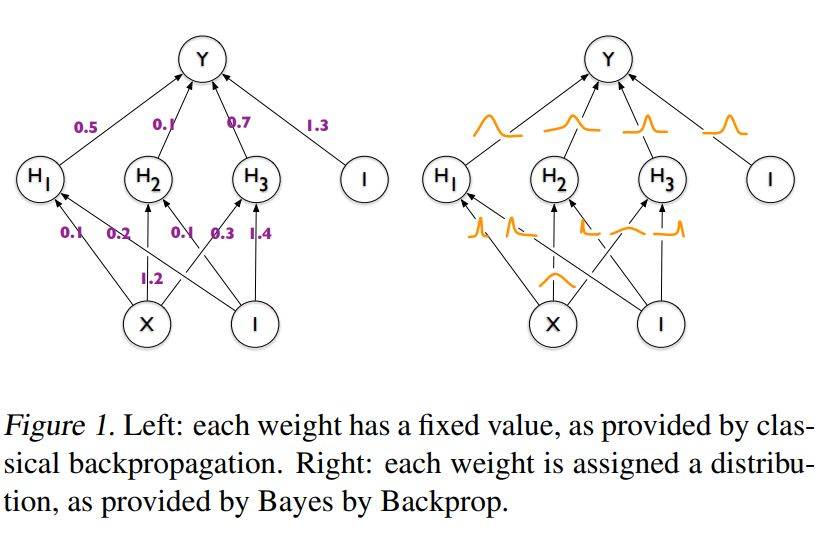 Y Y
0.5 0.1 0.7 1.3
H1 H2 H3 I H1 H2 H3 I
0.1 0.2 0.1 0.3 1.4
1.2
X I X I
Figure 1. Left: each weight has a fixed value, as provided by clas-
sical backpropagation. Right: each weight is assigned a distribu-
tion, as provided by Bayes by Backprop.